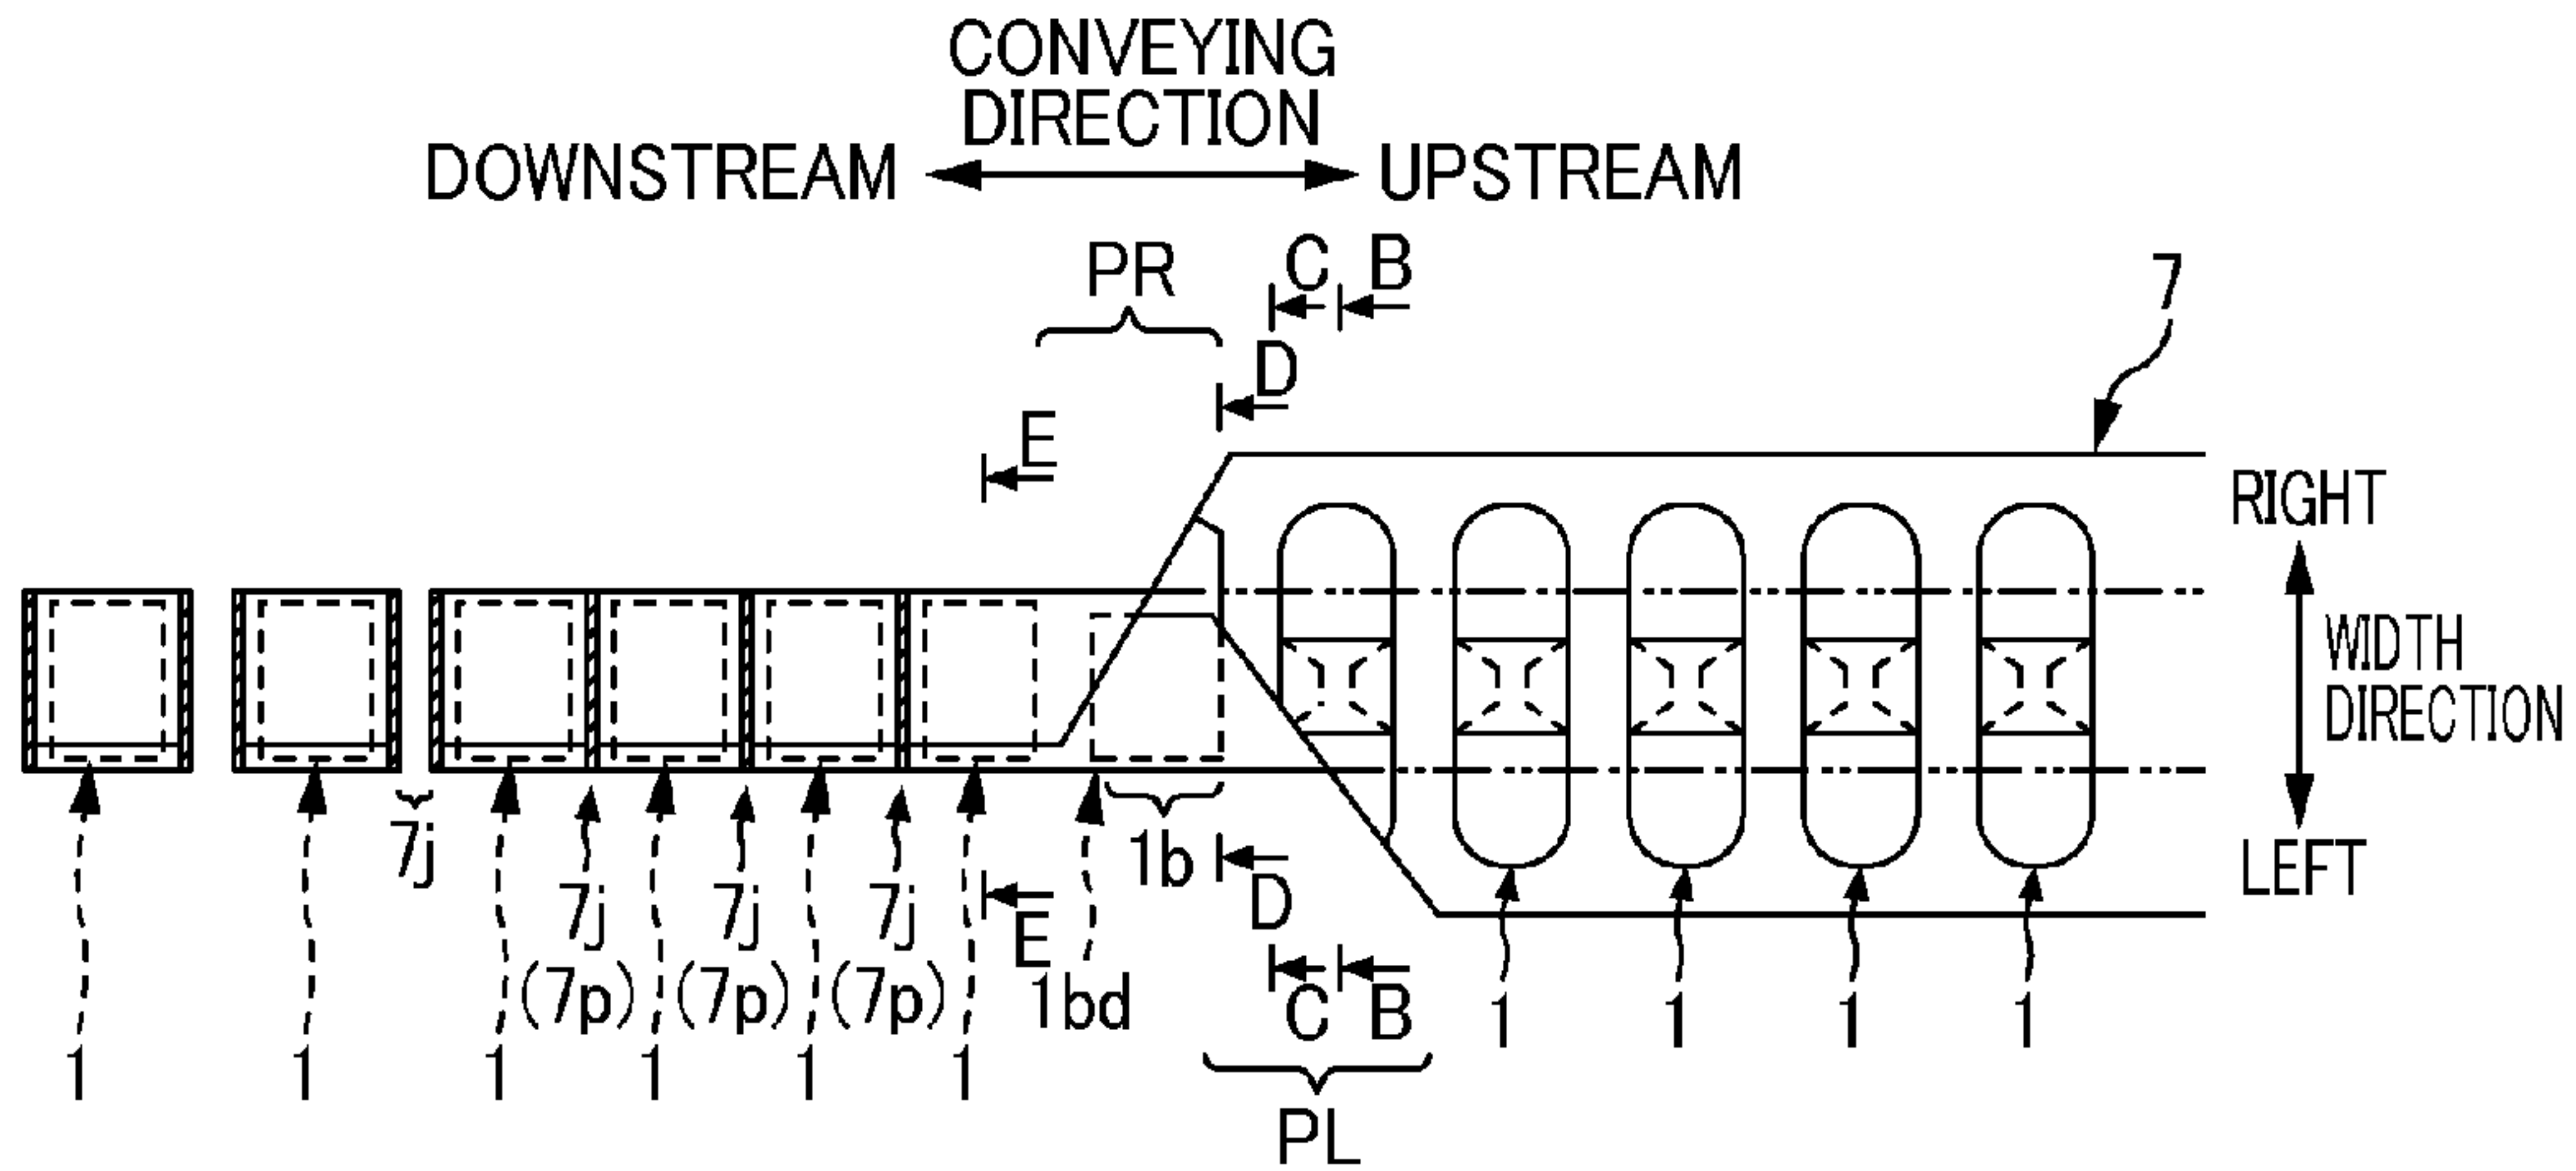 CONVEYING
DIRECTION
DOWNSTREAM
UPSTREAM
PR
C
B
7
D
E
RIGHT
WIDTH
DIRECTION
LEFT
7j
1b
D
7j
7j
7j
E
(7p)
(7p)
(7p)
1bd
C
B
1
1
1
1
1
1
1
1
1
1
PL